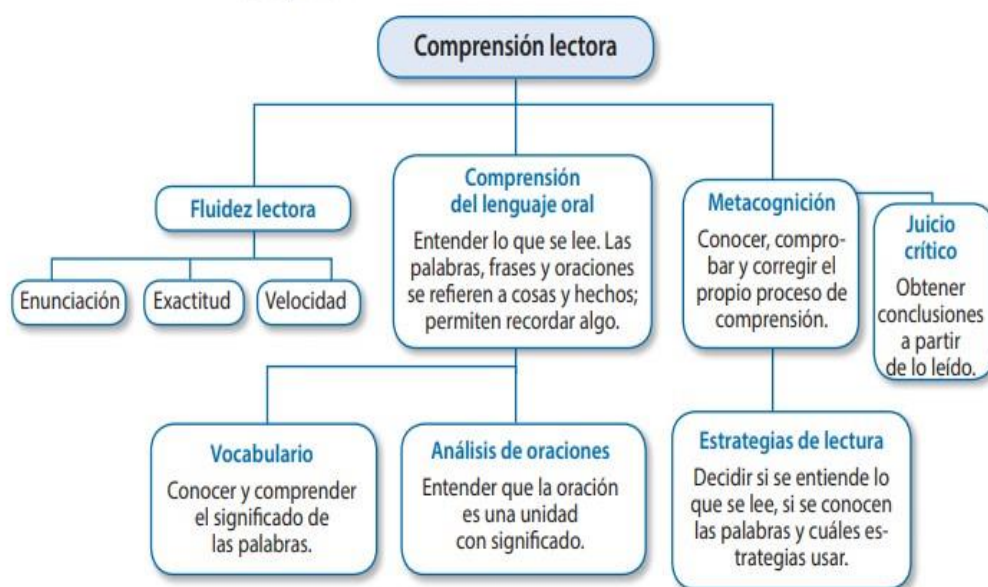 Comprensión lectora
Fluidez lectora
Enunciación
Exactitud
Velocidad
Comprensión
del lenguaje oral
Entender lo que se lee. Las
palabras, frases y oraciones
se refieren a cosas y hechos;
permiten recordar algo.
Metacognición
Conocer, compro-
bar y corregir el
propio proceso de
comprensión.
Juicio
crítico
Obtener
conclusiones
a partir
de lo leído.
Vocabulario
Conocer y comprender
el significado de
las palabras.
Análisis de oraciones
Entender que la oración
es una unidad
con significado.
Estrategias de lectura
Decidir si se entiende lo
que se lee, si se conocen
las palabras y cuáles es-
trategias usar.